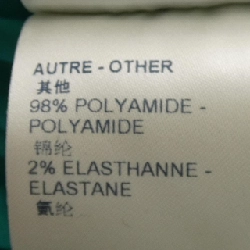 AUTRE - OTHER
其他
98% POLYAMIDE -
POLYAMIDE
锦纶
2% ELASTHANNE -
ELASTANE
氨纶